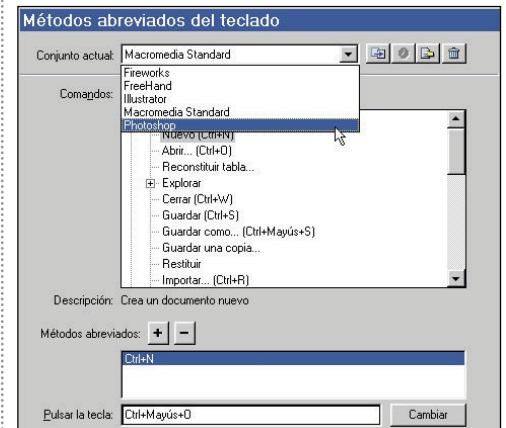 Métodos abreviados del teclado
Conjunto actual: Macromedia Standard
Fireworks
FreeHand
Illustrator
Macromedia Standard
Photoshop
Comandos:
Nuevo (Ctrl+N)
Abrir... (Ctrl+O)
Reconstituir tabla...
Explorar
Cerrar (Ctrl+W)
Guardar (Ctrl+S)
Guardar como... (Ctrl+Mayús+S)
Guardar una copia...
Restituir
Importar... (Ctrl+R)
Descripción: Crea un documento nuevo
Métodos abreviados: + −
Ctrl+N
Pulsar la tecla: Ctrl+Mayús+O Cambiar